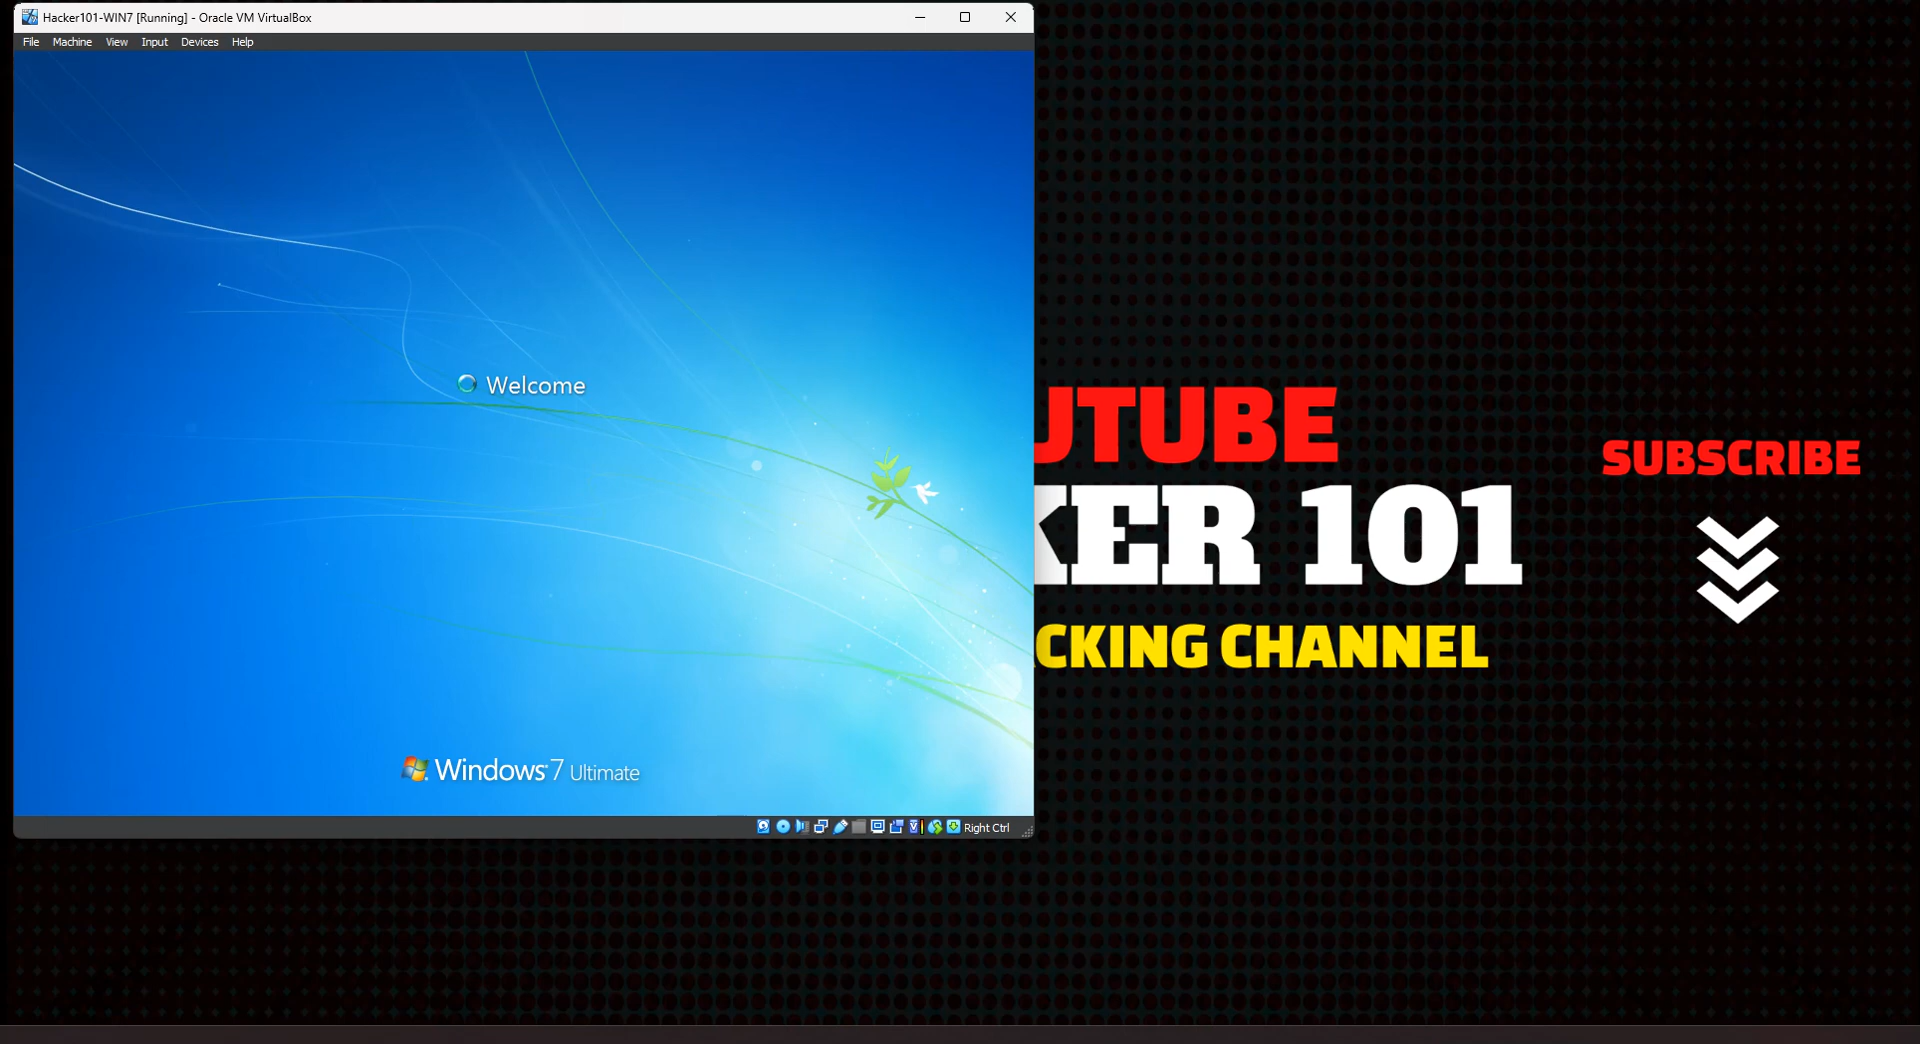 Hacker101-WIN7 [Running] - Oracle VM VirtualBox
File Machine View Input Devices Help
Welcome
Windows 7 Ultimate
Right Ctrl
UTUBE
KER 101
CKING CHANNEL
SUBSCRIBE